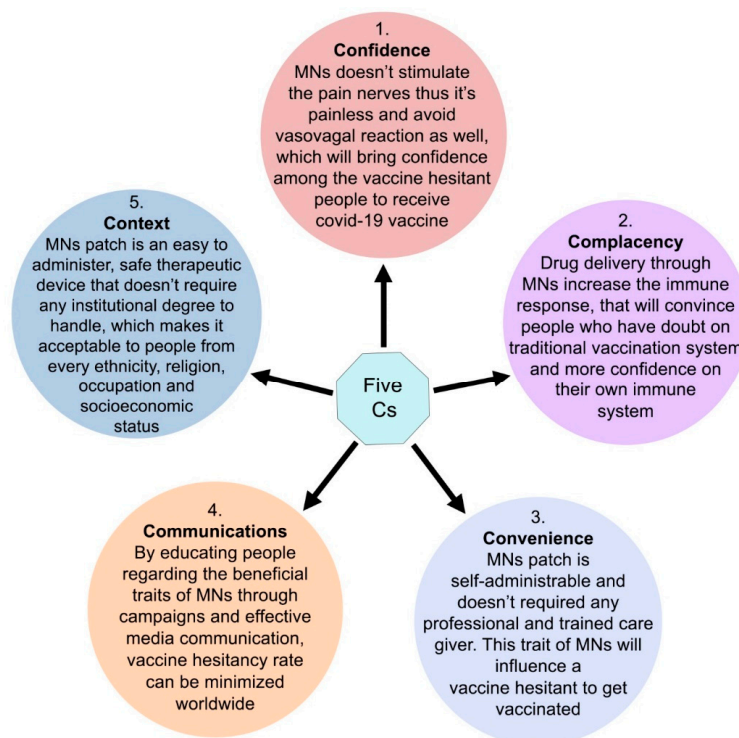 1.
Confidence
MNs doesn't stimulate
the pain nerves thus it's
painless and avoid
vasovagal reaction as well,
which will bring confidence
among the vaccine hesitant
people to receive
covid-19 vaccine
2.
Complacency
Drug delivery through
MNs increase the immune
response, that will convince
people who have doubt on
traditional vaccination system
and more confidence on
their own immune
system
3.
Convenience
MNs patch is
self-administrable and
doesn't required any
professional and trained care
giver. This trait of MNs will
influence a
vaccine hesitant to get
vaccinated
4.
Communications
By educating people
regarding the beneficial
traits of MNs through
campaigns and effective
media communication,
vaccine hesitancy rate
can be minimized
worldwide
5.
Context
MNs patch is an easy to
administer, safe therapeutic
device that doesn't require
any institutional degree to
handle, which makes it
acceptable to people from
every ethnicity, religion,
occupation and
socioeconomic
status
Five
Cs